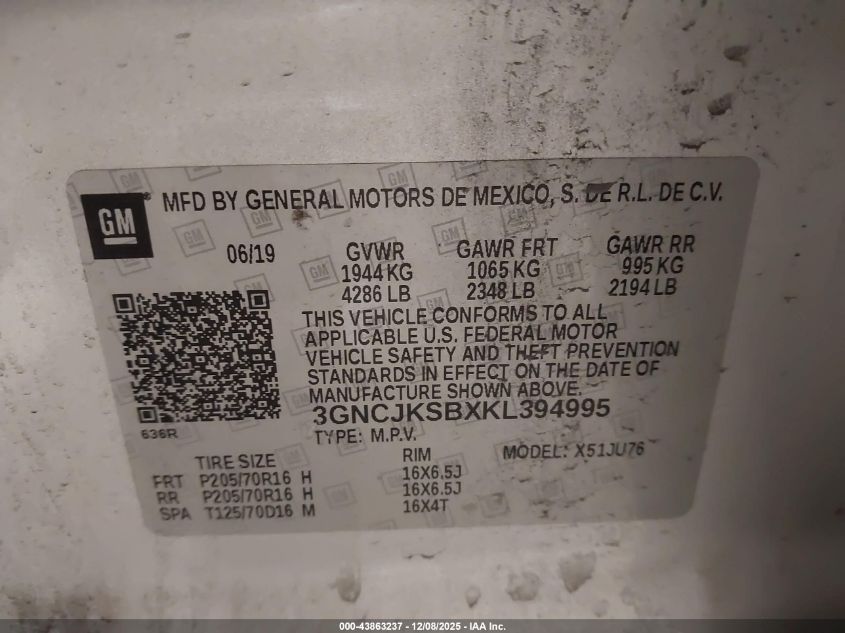 GM
MFD BY GENERAL MOTORS DE MEXICO, S. DE R.L. DE C.V.
06/19 GVWR GAWR FRT GAWR RR
1944 KG 1065 KG 995 KG
4286 LB 2348 LB 2194 LB
THIS VEHICLE CONFORMS TO ALL
APPLICABLE U.S. FEDERAL MOTOR
VEHICLE SAFETY AND THEFT PREVENTION
STANDARDS IN EFFECT ON THE DATE OF
MANUFACTURE SHOWN ABOVE.
3GNCJKSBXKL394995
636R
TYPE: M.P.V. MODEL: X51JU76
TIRE SIZE RIM
FRT P205/70R16 H 16X6.5J
RR P205/70R16 H 16X6.5J
SPA T125/70D16 M 16X4T
000-43863237 - 12/08/2025 - IAA Inc.